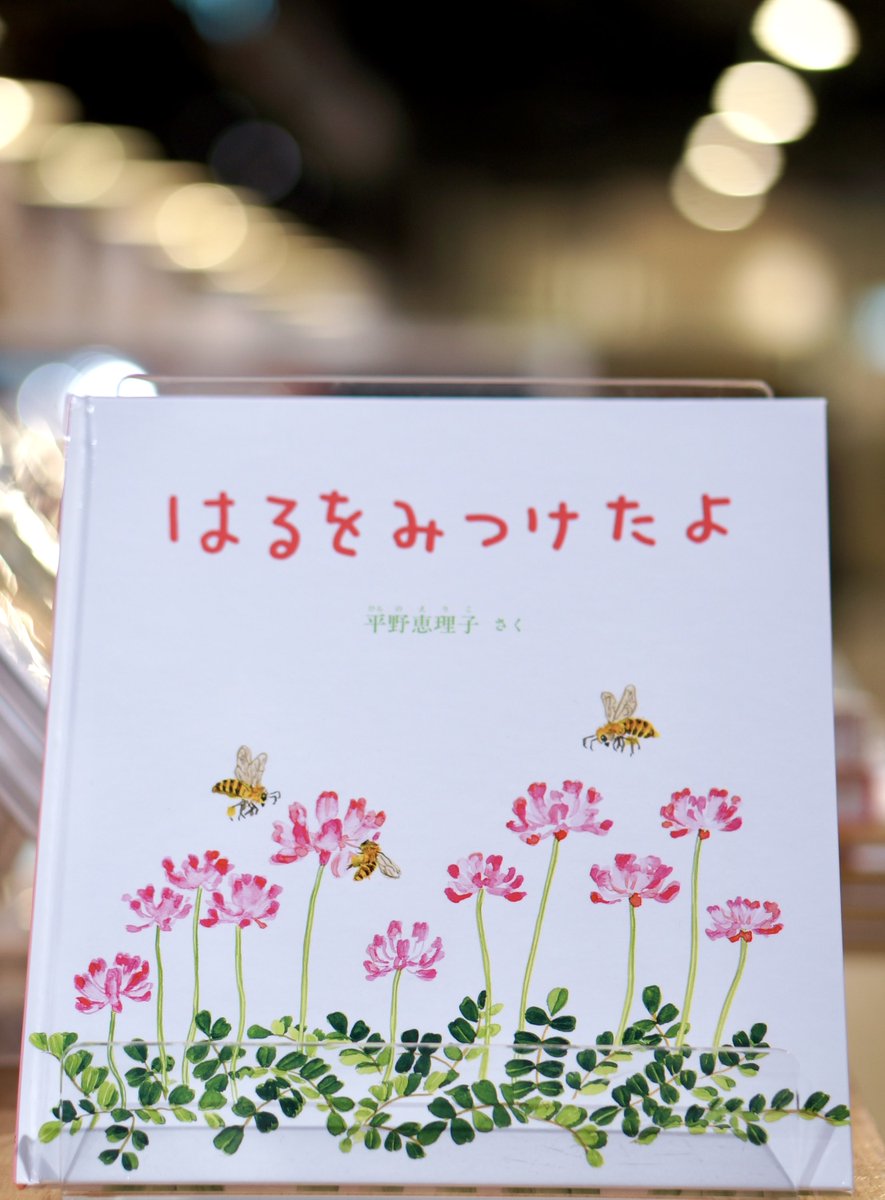 はるをみつけたよ
ひらのえりこ
平野恵理子 さく